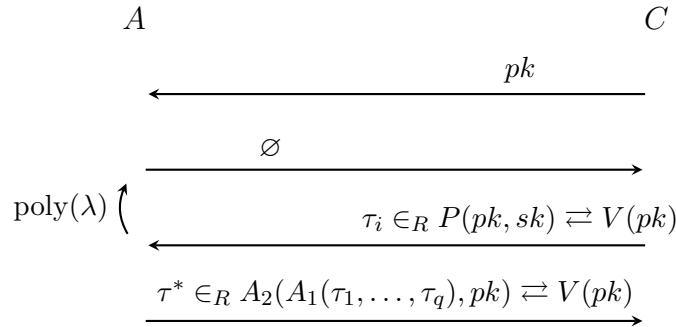 A C
pk
∅
poly(λ)
τ_i ∈_R P(pk, sk) ⇄ V(pk)
τ* ∈_R A_2(A_1(τ_1, …, τ_q), pk) ⇄ V(pk)